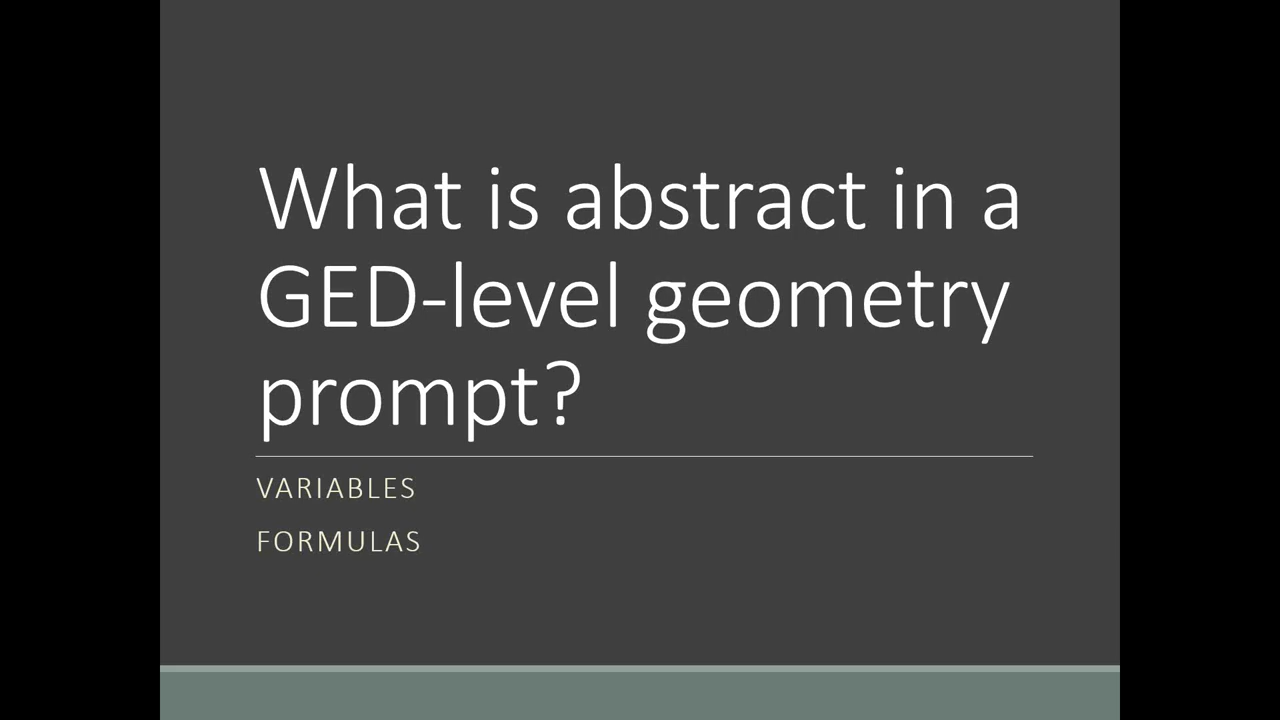 What is abstract in a
GED-level geometry
prompt?
VARIABLES
FORMULAS